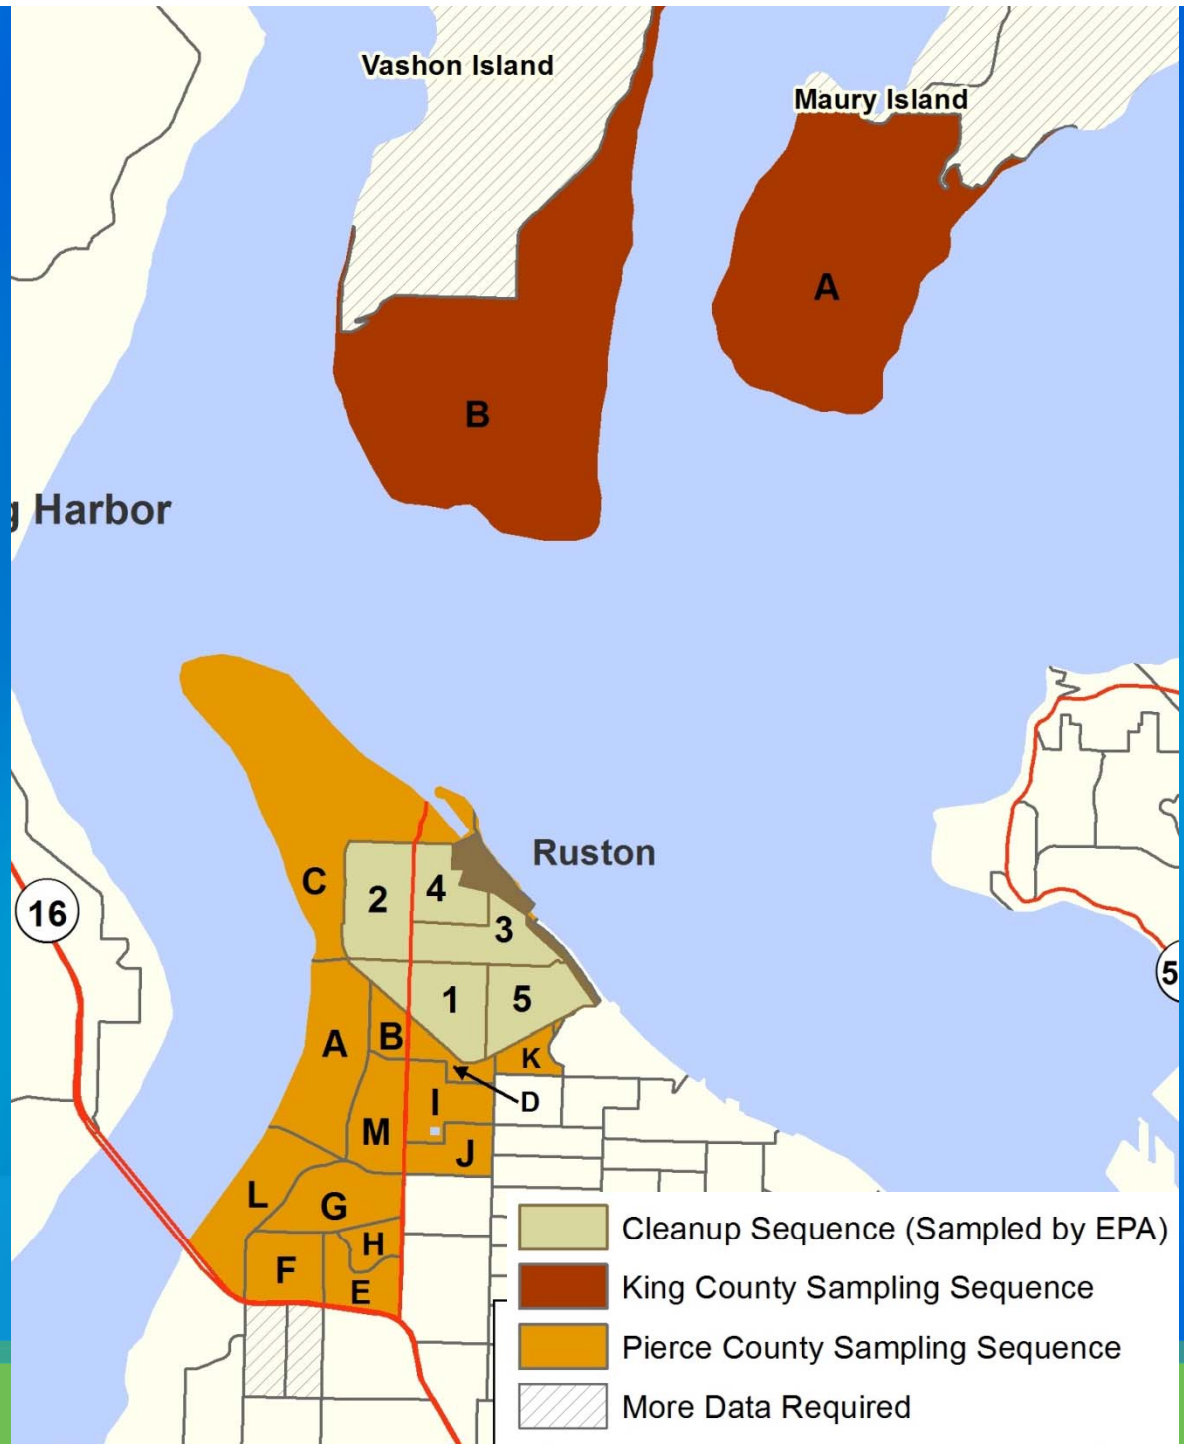 Vashon Island
Maury Island
A
B
g Harbor
Ruston
C
2
4
3
16
5
1
5
A
B
K
D
I
M
J
L
G
H
F
E
Cleanup Sequence (Sampled by EPA)
King County Sampling Sequence
Pierce County Sampling Sequence
More Data Required